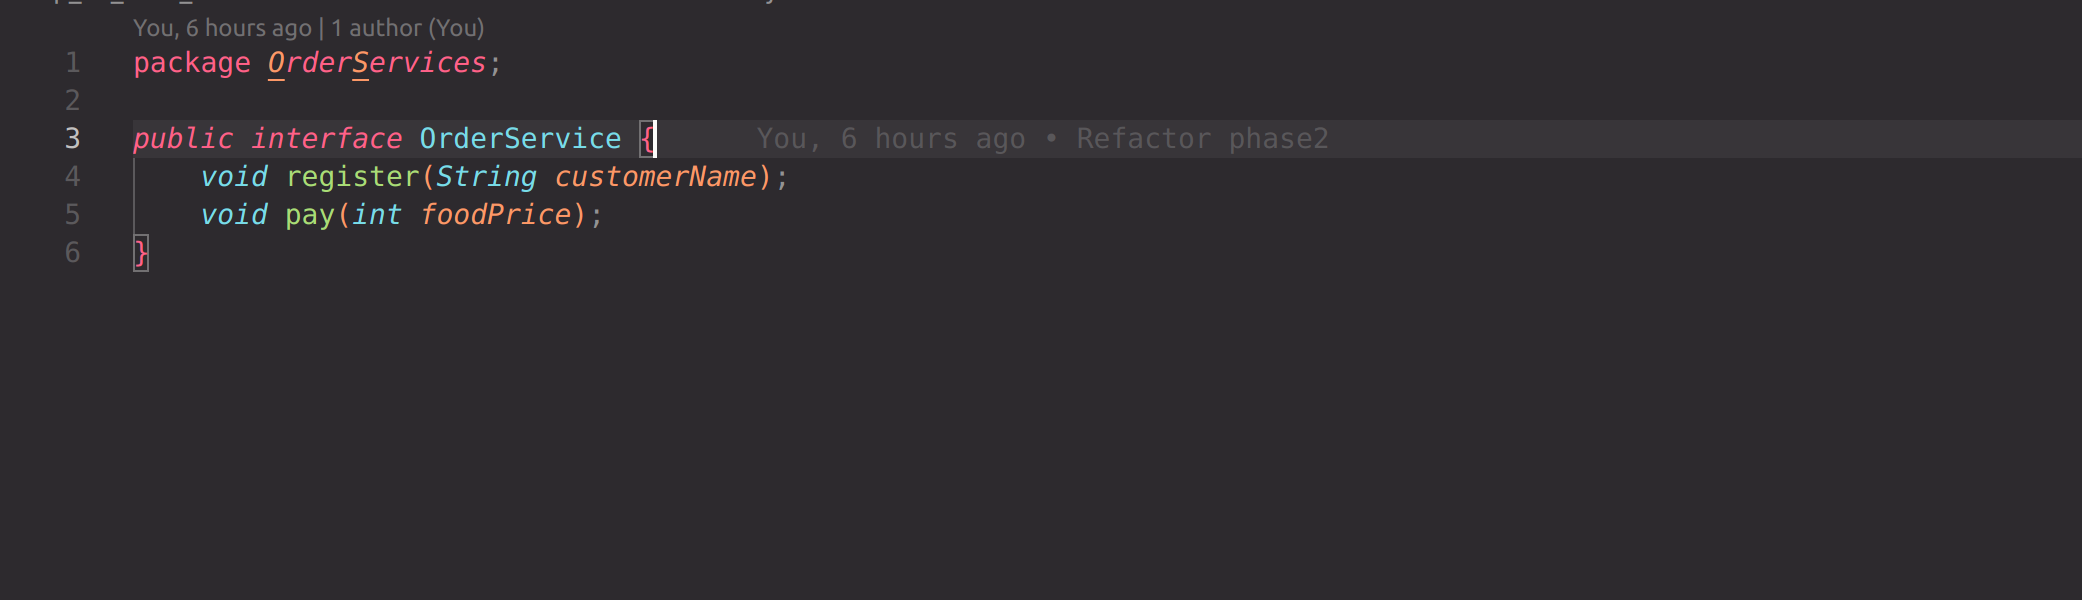 You, 6 hours ago | 1 author (You)
1 package OrderServices;
2
3 public interface OrderService { You, 6 hours ago • Refactor phase2
4 void register(String customerName);
5 void pay(int foodPrice);
6 }